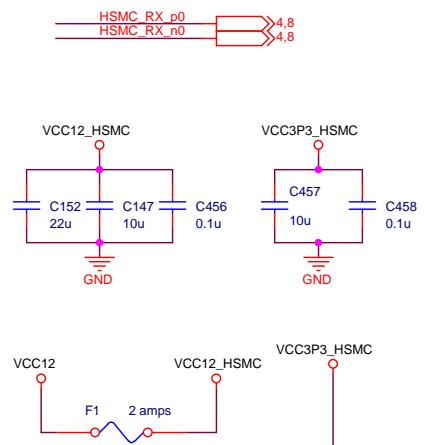 HSMC_RX_p0 4,8
HSMC_RX_n0 4,8
VCC12_HSMC VCC3P3_HSMC
C152 C147 C456 C457 C458
22u 10u 0.1u 10u 0.1u
GND GND
VCC12 VCC12_HSMC VCC3P3_HSMC
F1 2 amps